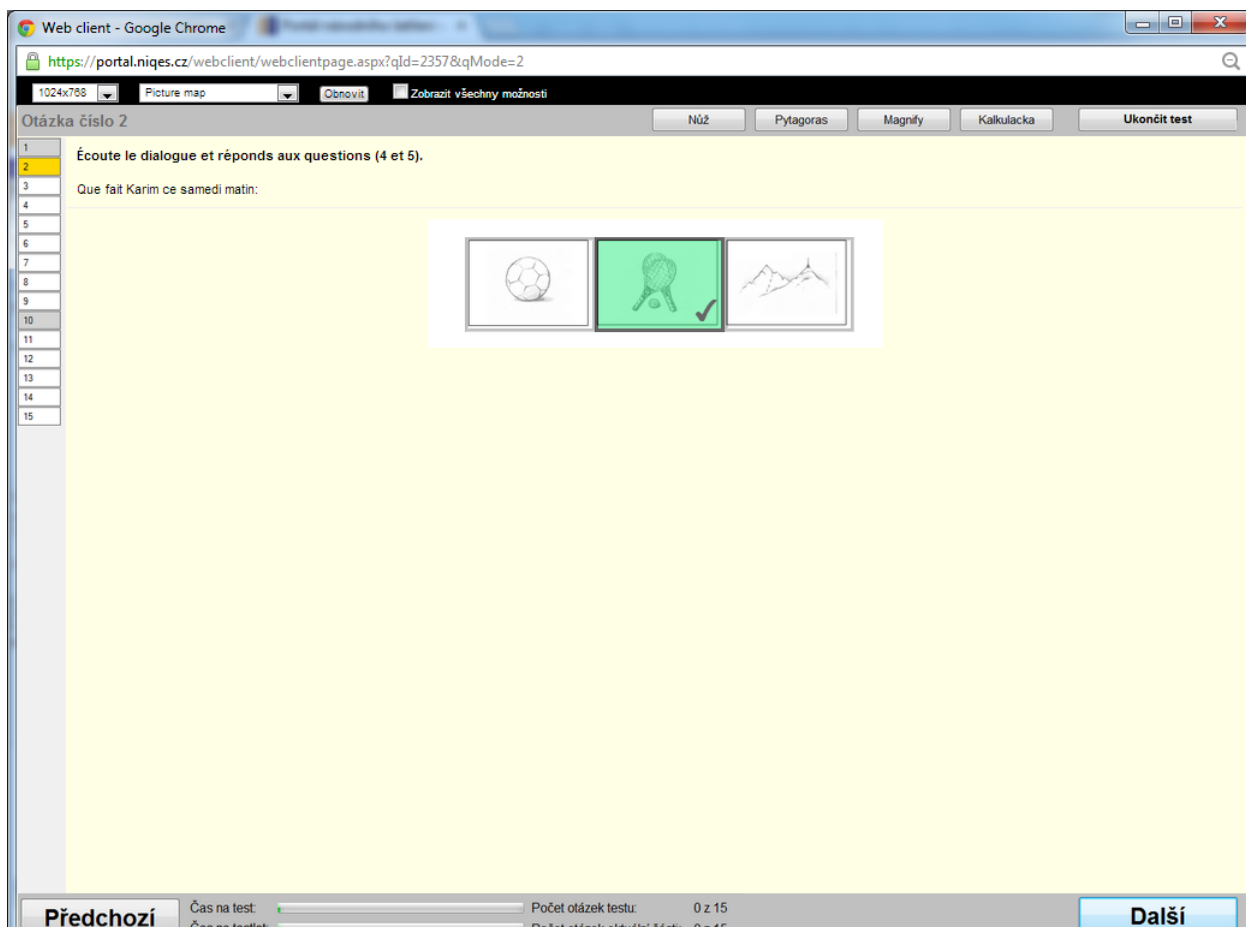 Web client - Google Chrome
https://portal.niqes.cz/webclient/webclientpage.aspx?qId=2357&qMode=2
1024x768 Picture map Obnovit Zobrazit všechny možnosti
Otázka číslo 2 Nůž Pytagoras Magnify Kalkulacka Ukončit test
1
2
3
4
5
6
7
8
9
10
11
12
13
14
15
Écoute le dialogue et réponds aux questions (4 et 5).
Que fait Karim ce samedi matin:
Předchozí Čas na test: Počet otázek testu: 0 z 15 Další